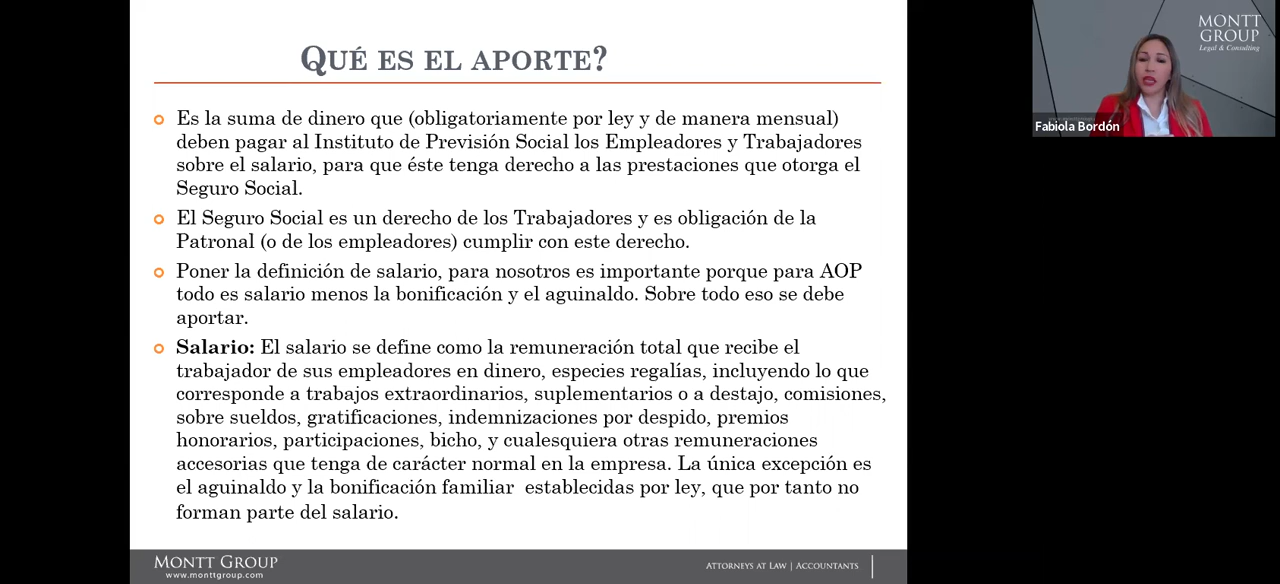 QUÉ ES EL APORTE?
Es la suma de dinero que (obligatoriamente por ley y de manera mensual)
deben pagar al Instituto de Previsión Social los Empleadores y Trabajadores
sobre el salario, para que éste tenga derecho a las prestaciones que otorga el
Seguro Social.
El Seguro Social es un derecho de los Trabajadores y es obligación de la
Patronal (o de los empleadores) cumplir con este derecho.
Poner la definición de salario, para nosotros es importante porque para AOP
todo es salario menos la bonificación y el aguinaldo. Sobre todo eso se debe
aportar.
Salario: El salario se define como la remuneración total que recibe el
trabajador de sus empleadores en dinero, especies regalías, incluyendo lo que
corresponde a trabajos extraordinarios, suplementarios o a destajo, comisiones,
sobre sueldos, gratificaciones, indemnizaciones por despido, premios
honorarios, participaciones, bicho, y cualesquiera otras remuneraciones
accesorias que tenga de carácter normal en la empresa. La única excepción es
el aguinaldo y la bonificación familiar establecidas por ley, que por tanto no
forman parte del salario.
MONTT GROUP
www.monttgroup.com
ATTORNEYS AT LAW | ACCOUNTANTS
MONTT
GROUP
Legal & Consulting
Fabiola Bordón